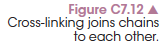 Figure C7.12 ▲
Cross-linking joins chains
to each other.